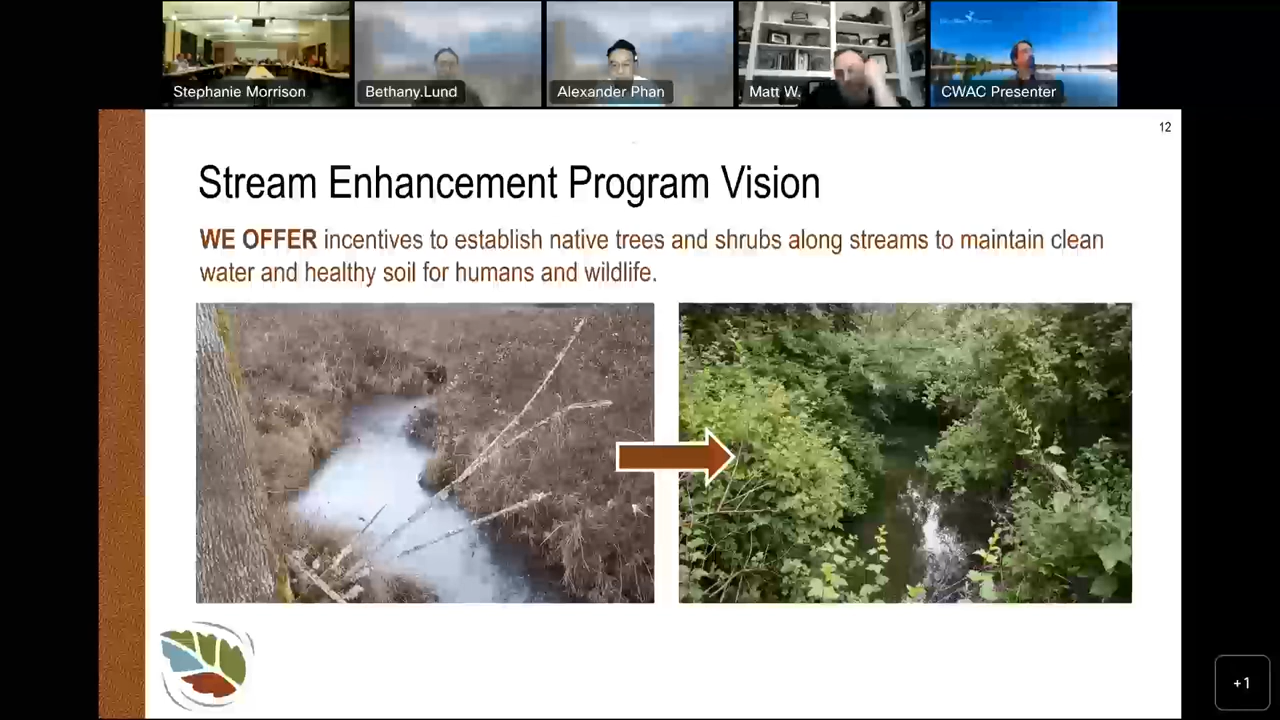 Stephanie Morrison
Bethany.Lund
Alexander Phan
Matt W.
CWAC Presenter
12
Stream Enhancement Program Vision
WE OFFER incentives to establish native trees and shrubs along streams to maintain clean
water and healthy soil for humans and wildlife.
+1